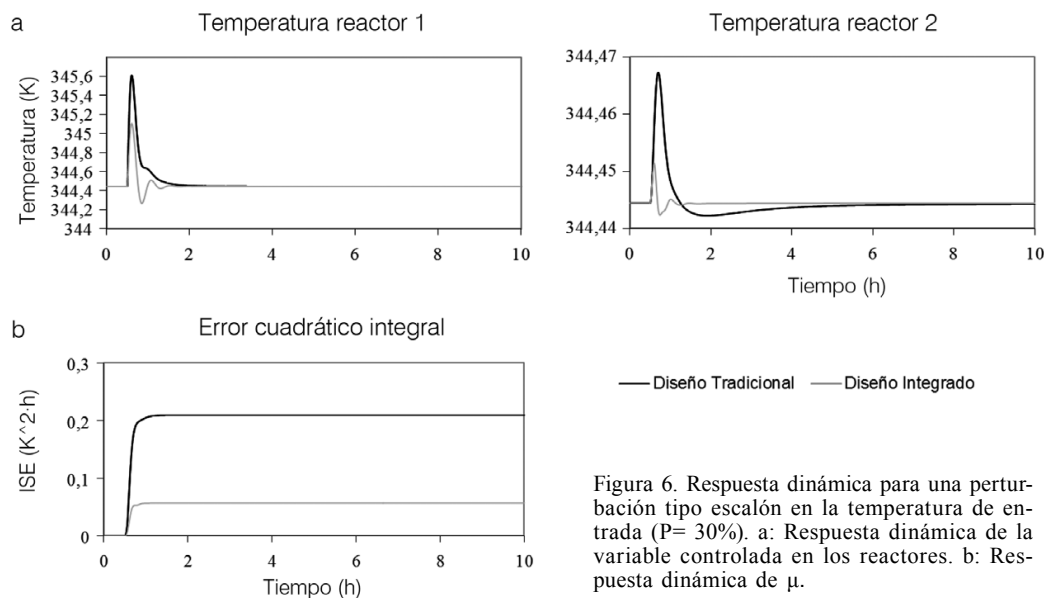 a
Temperatura reactor 1
Temperatura (K)
345,6
345,4
345,2
345
344,8
344,6
344,4
344,2
344
0
2
4
6
8
10
Temperatura reactor 2
344,47
344,46
344,45
344,44
0
2
4
6
8
10
Tiempo (h)
b
Error cuadrático integral
ISE (K^2·h)
0,3
0,2
0,1
0
0
2
4
6
8
10
Tiempo (h)
Diseño Tradicional
Diseño Integrado
Figura 6. Respuesta dinámica para una pertur-
bación tipo escalón en la temperatura de en-
trada (P= 30%). a: Respuesta dinámica de la
variable controlada en los reactores. b: Res-
puesta dinámica de μ.